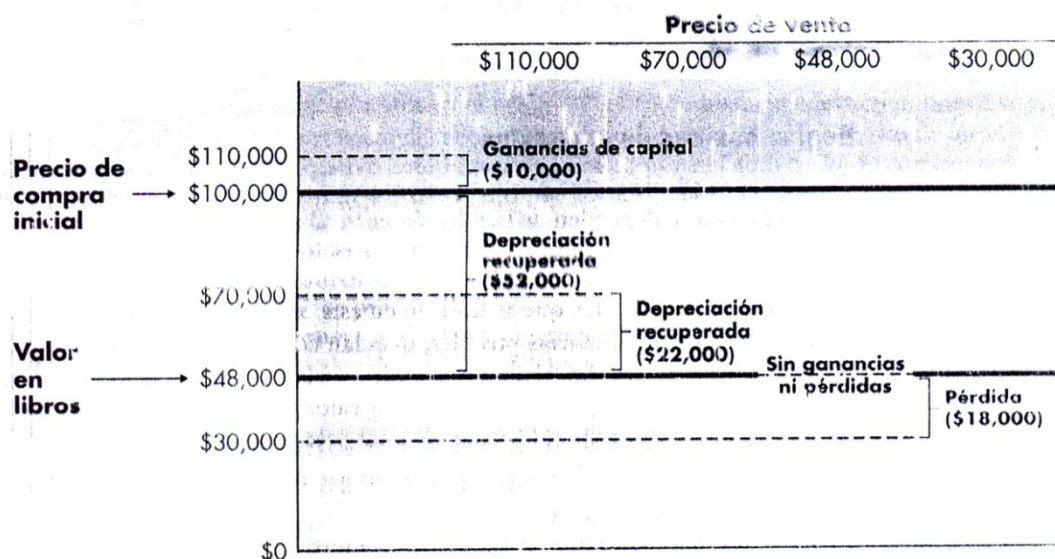 Precio de venta
$110,000 $70,000 $48,000 $30,000
$110,000
Ganancias de capital
($10,000)
Precio de
compra
inicial
$100,000
Depreciación
recuperada
($52,000)
$70,000
Depreciación
recuperada
($22,000)
Valor
en
libros
$48,000
Sin ganancias
ni pérdidas
Pérdida
($18,000)
$30,000
$0